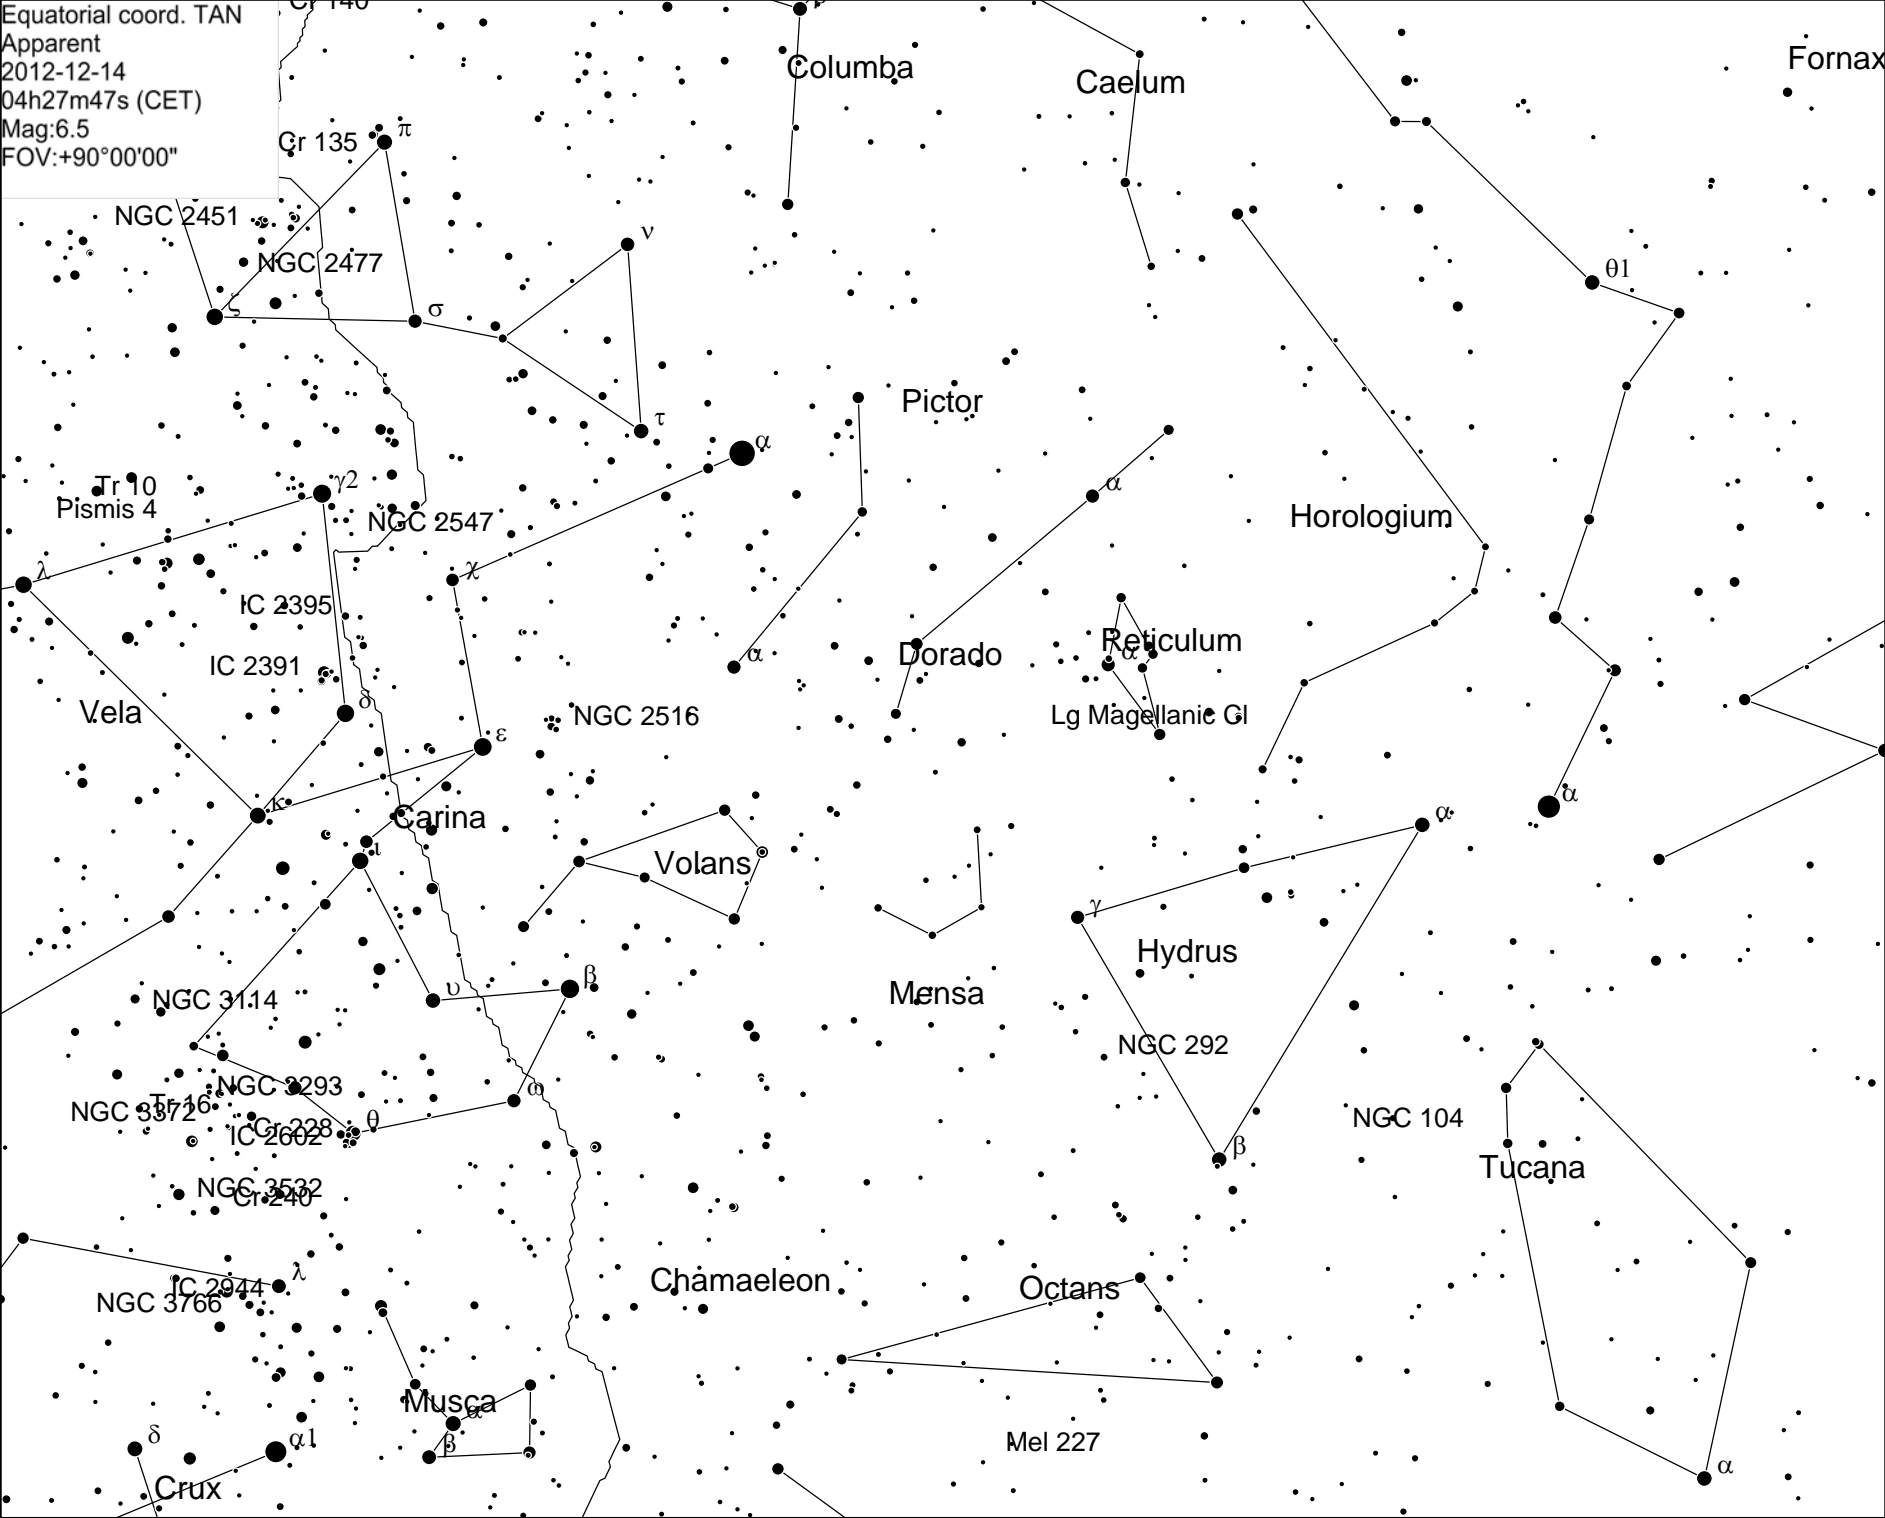 Equatorial coord. TAN
Apparent
2012-12-14
04h27m47s (CET)
Mag:6.5
FOV:+90°00'00"
Cr 140
Columba
Caelum
Fornax
Cr 135
π
NGC 2451
ν
NGC 2477
θ1
ζ
σ
Pictor
τ
α
Tr 10
γ2
α
Pismis 4
NGC 2547
Horologium
λ
χ
IC 2395
Reticulum
α
Dorado
α
IC 2391
δ
Vela
NGC 2516
Lg Magellanic Cl
ε
α
κ
Carina
α
ι
Volans
γ
Hydrus
β
υ
Mensa
NGC 3114
NGC 292
NGC 3293
ω
Tr 16
NGC 3372
θ
NGC 104
Cr 228
IC 2602
β
Tucana
NGC 3532
Cr 240
λ
Chamaeleon
Octans
IC 2944
NGC 3766
Musca
α
δ
α1
β
Mel 227
α
Crux